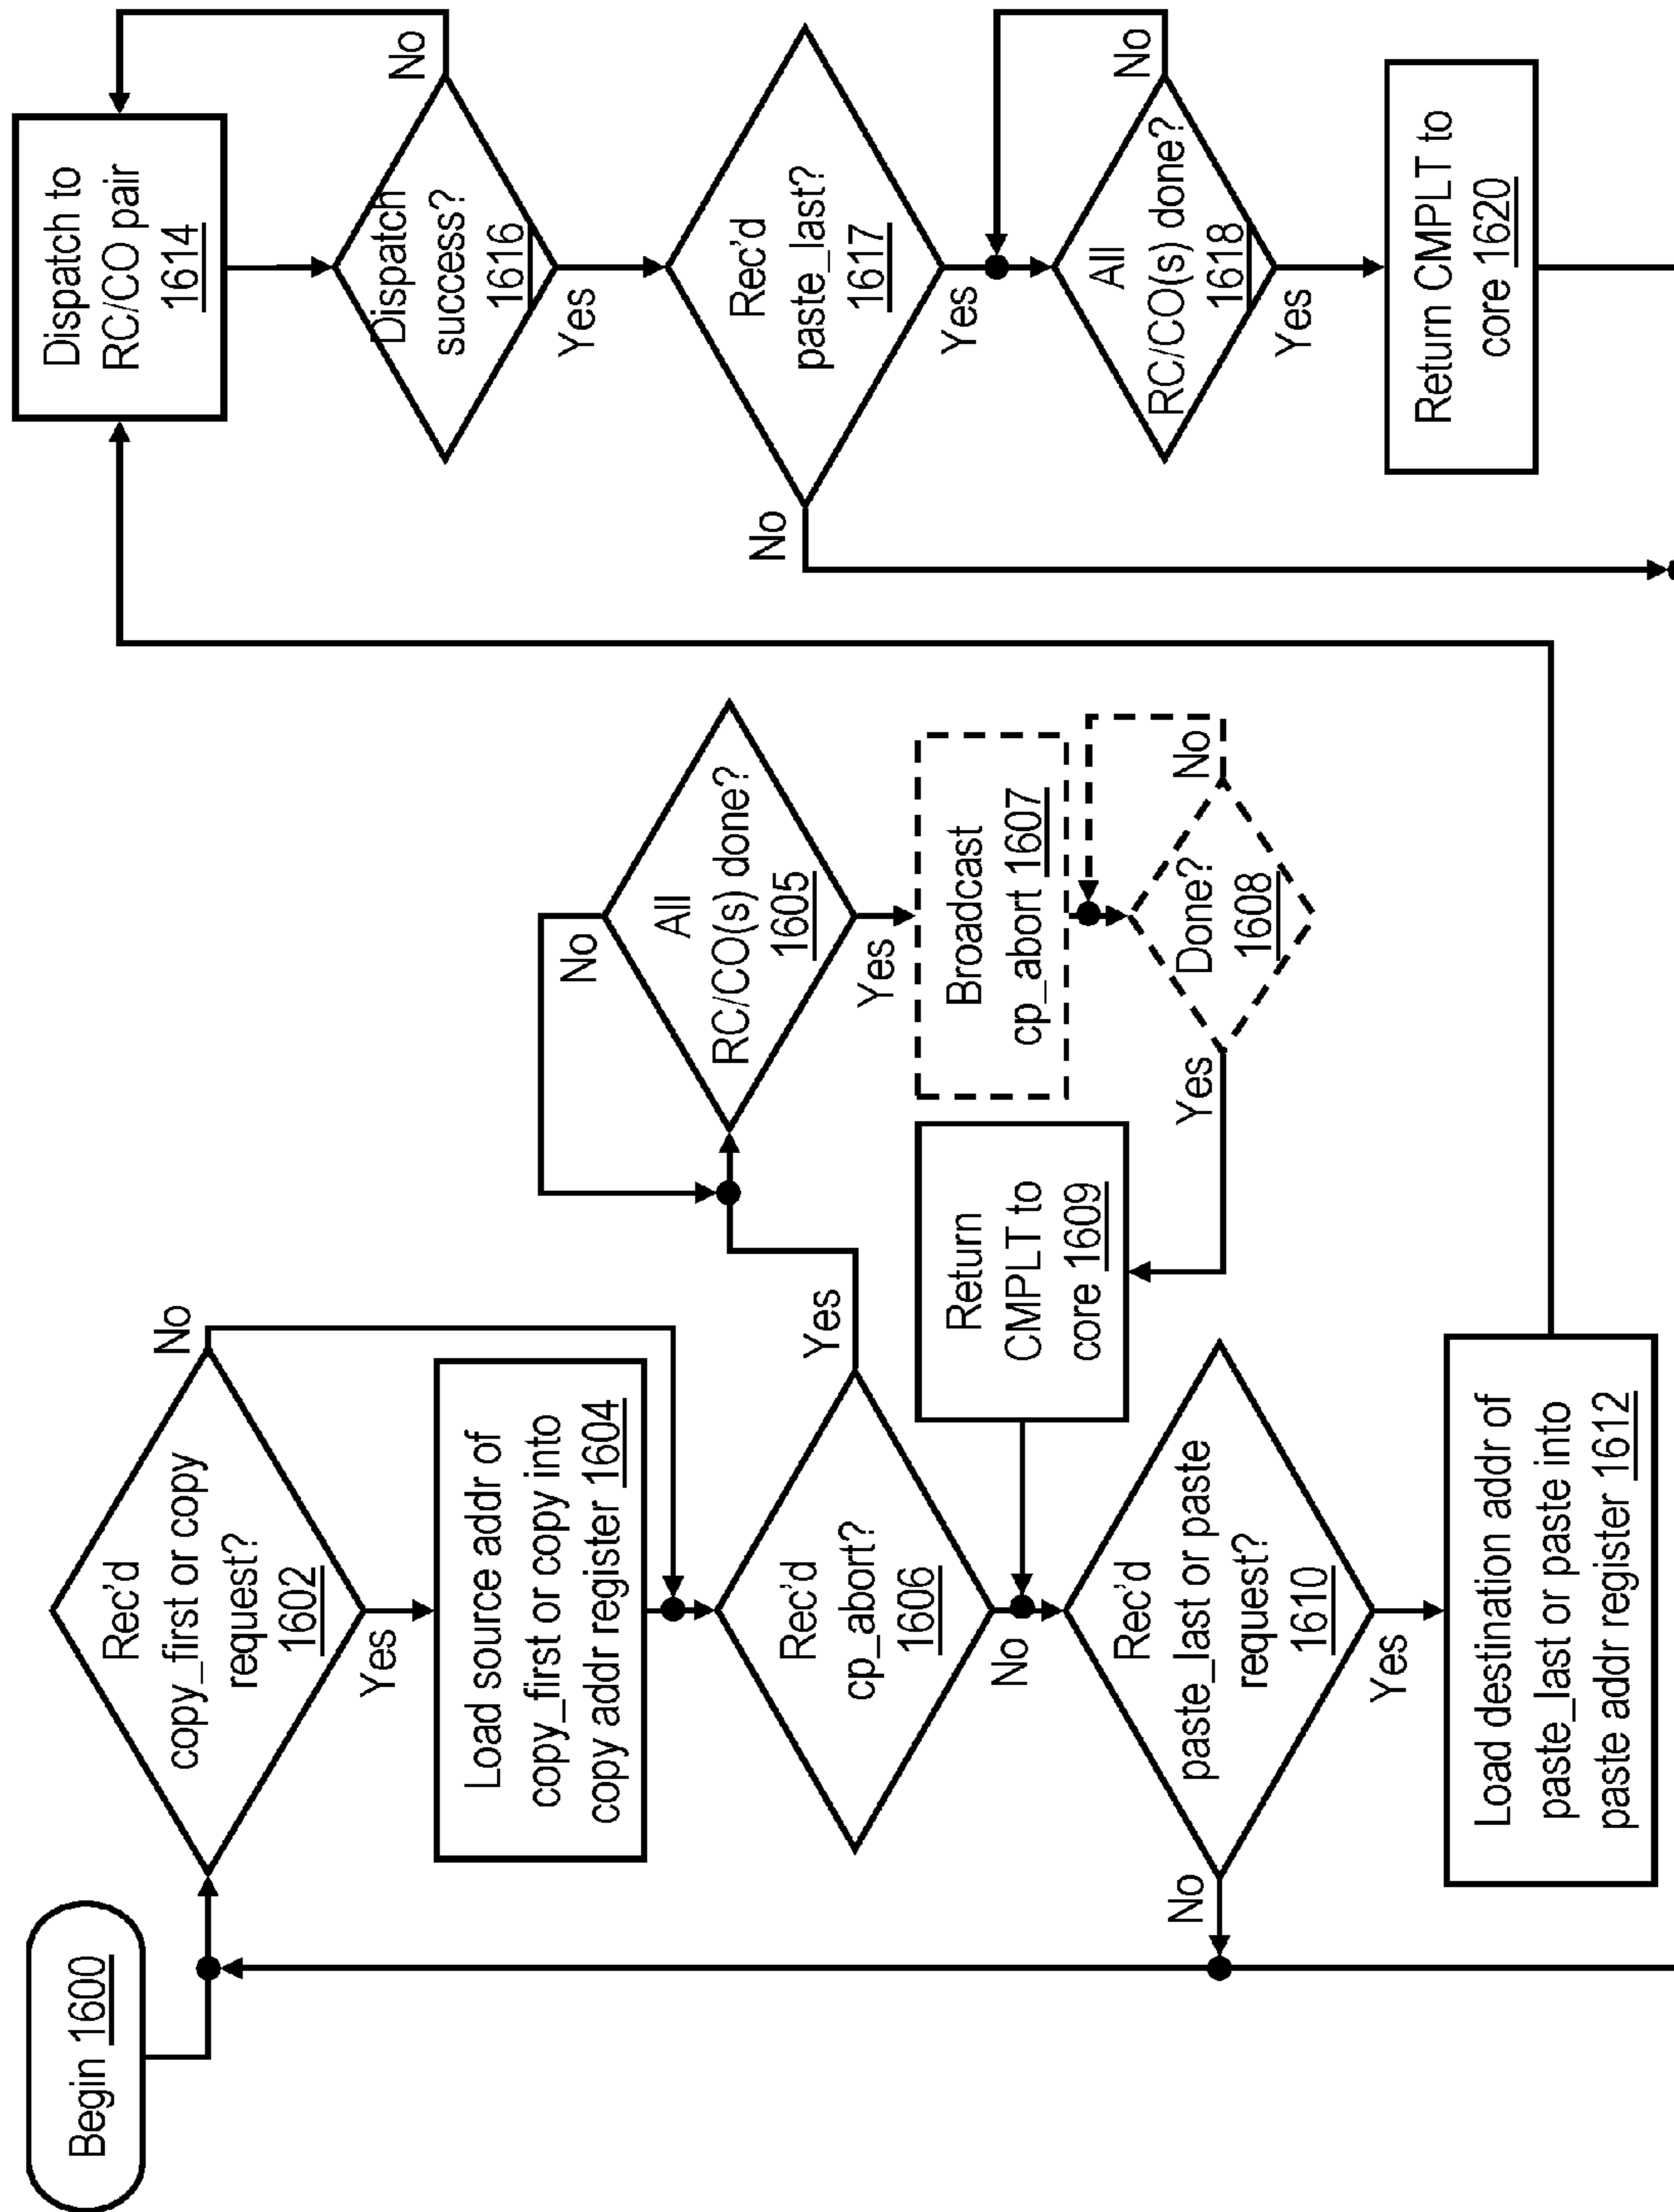 Begin 1600
Rec'd
copy_first or copy
request?
1602
No
Yes
Load source addr of
copy_first or copy into
copy addr register 1604
Rec'd
cp_abort?
1606
Yes
No
All
RC/CO(s) done?
1605
No
Yes
Broadcast
cp_abort 1607
Done?
1608
No
Yes
Return
CMPLT to
core 1609
Rec'd
paste_last or paste
request?
1610
No
Yes
Load destination addr of
paste_last or paste into
paste addr register 1612
Dispatch to
RC/CO pair
1614
Dispatch
success?
1616
No
Yes
Rec'd
paste_last?
1617
No
Yes
All
RC/CO(s) done?
1618
No
Yes
Return CMPLT to
core 1620